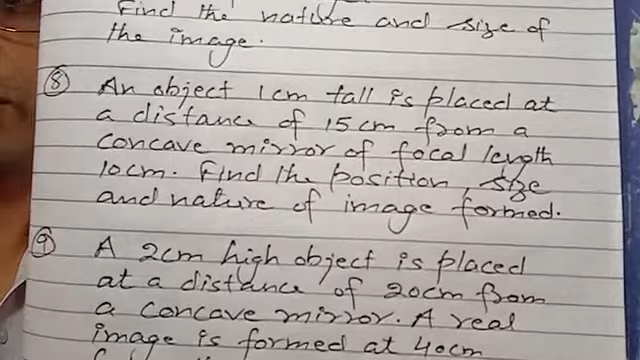 Find the nature and size of
the image.
⑧ An object 1cm tall is placed at
a distance of 15cm from a
concave mirror of focal length
10cm. Find the position, size
and nature of image formed.
⑨ A 2cm high object is placed
at a distance of 20cm from
a concave mirror. A real
image is formed at 40cm